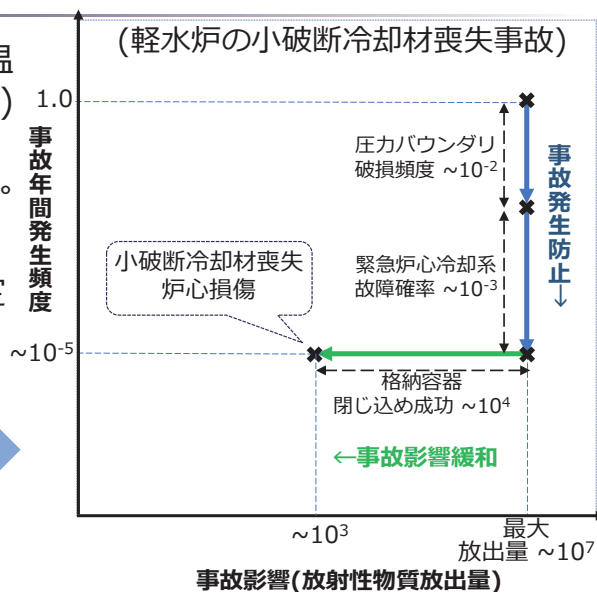 (軽水炉の小破断冷却材喪失事故)
温
)
。
定
1.0
事故年間発生頻度
圧力バウンダリ
破損頻度 ~10⁻²
事故発生防止↓
緊急炉心冷却系
故障確率 ~10⁻³
小破断冷却材喪失
炉心損傷
~10⁻⁵
格納容器
閉じ込め成功 ~10⁴
←事故影響緩和
~10³
最大
放出量 ~10⁷
事故影響(放射性物質放出量)